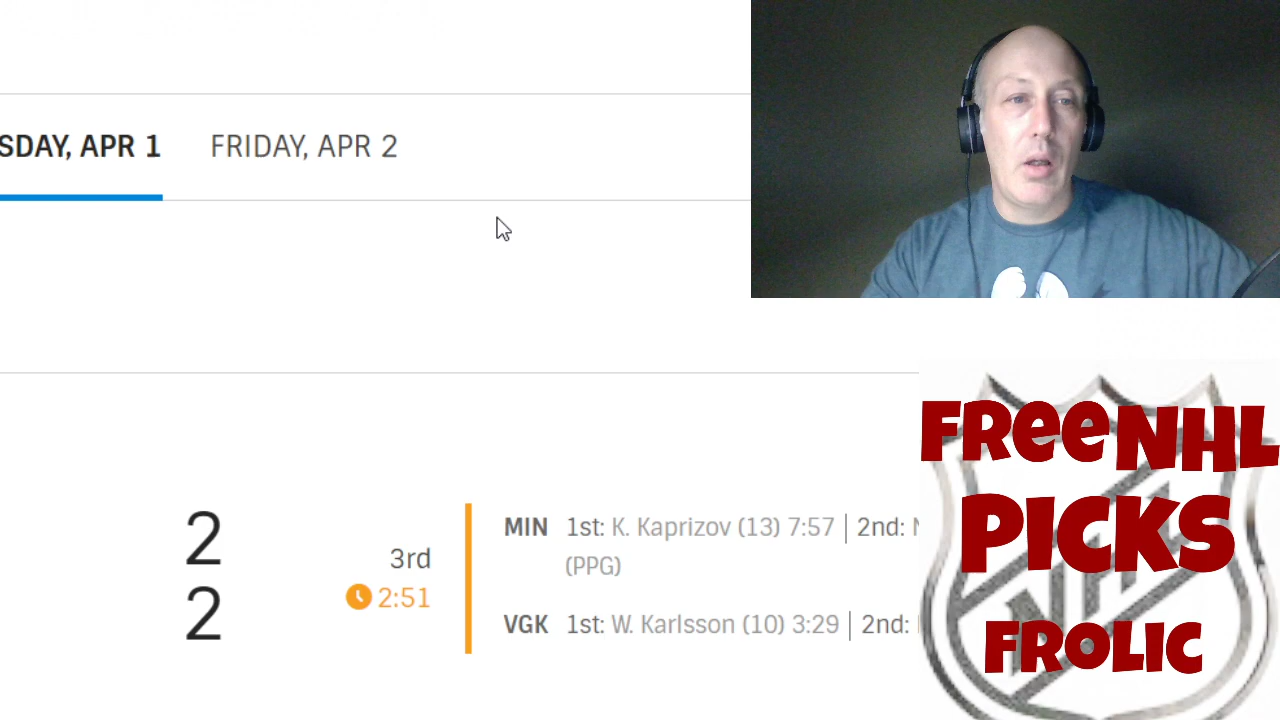 SDAY, APR 1 FRIDAY, APR 2
2
2
3rd
2:51
MIN 1st: K. Kaprizov (13) 7:57 | 2nd:
(PPG)
VGK 1st: W. Karlsson (10) 3:29 | 2nd:
FReeNHL
PICKS
FROLIC
NHL